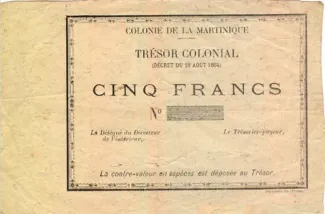 COLONIE DE LA MARTINIQUE
TRÉSOR COLONIAL
(DÉCRET DU 18 AOUT 1884)
CINQ FRANCS
No
Le Délégué du Directeur
de l'intérieur,
Le Trésorier-payeur,
La contre-valeur en espèces est déposée au Trésor.